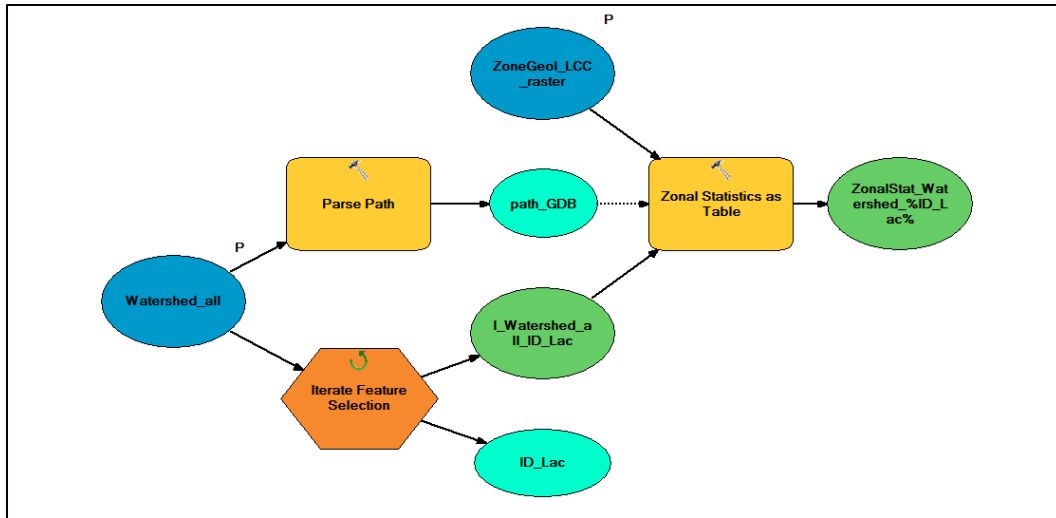 P
ZoneGeol_LCC
_raster
Parse Path
path_GDB
Zonal Statistics as
Table
ZonalStat_Wat
ershed_%ID_L
ac%
P
Watershed_all
I_Watershed_a
ll_ID_Lac
Iterate Feature
Selection
ID_Lac